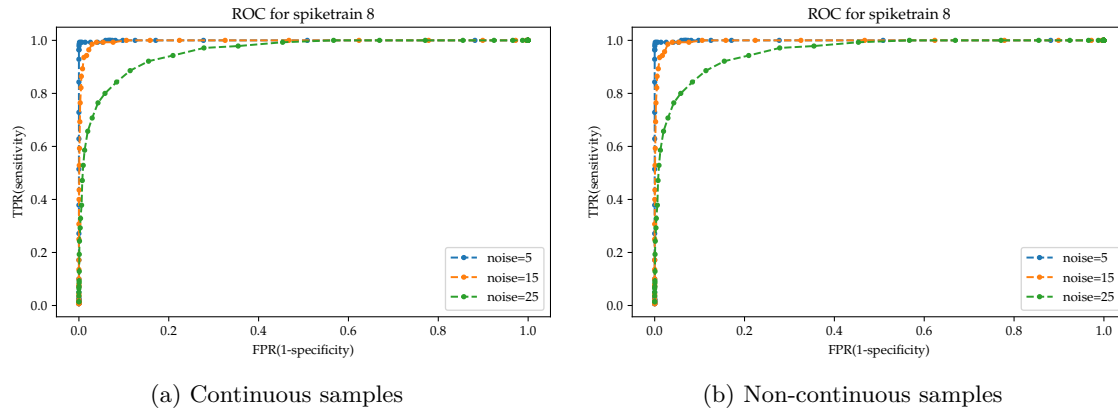 ROC for spiketrain 8
TPR(sensitivity)
1.0
0.8
0.6
0.4
0.2
0.0
noise=5
noise=15
noise=25
0.0 0.2 0.4 0.6 0.8 1.0
FPR(1-specificity)
(a) Continuous samples
ROC for spiketrain 8
TPR(sensitivity)
1.0
0.8
0.6
0.4
0.2
0.0
noise=5
noise=15
noise=25
0.0 0.2 0.4 0.6 0.8 1.0
FPR(1-specificity)
(b) Non-continuous samples